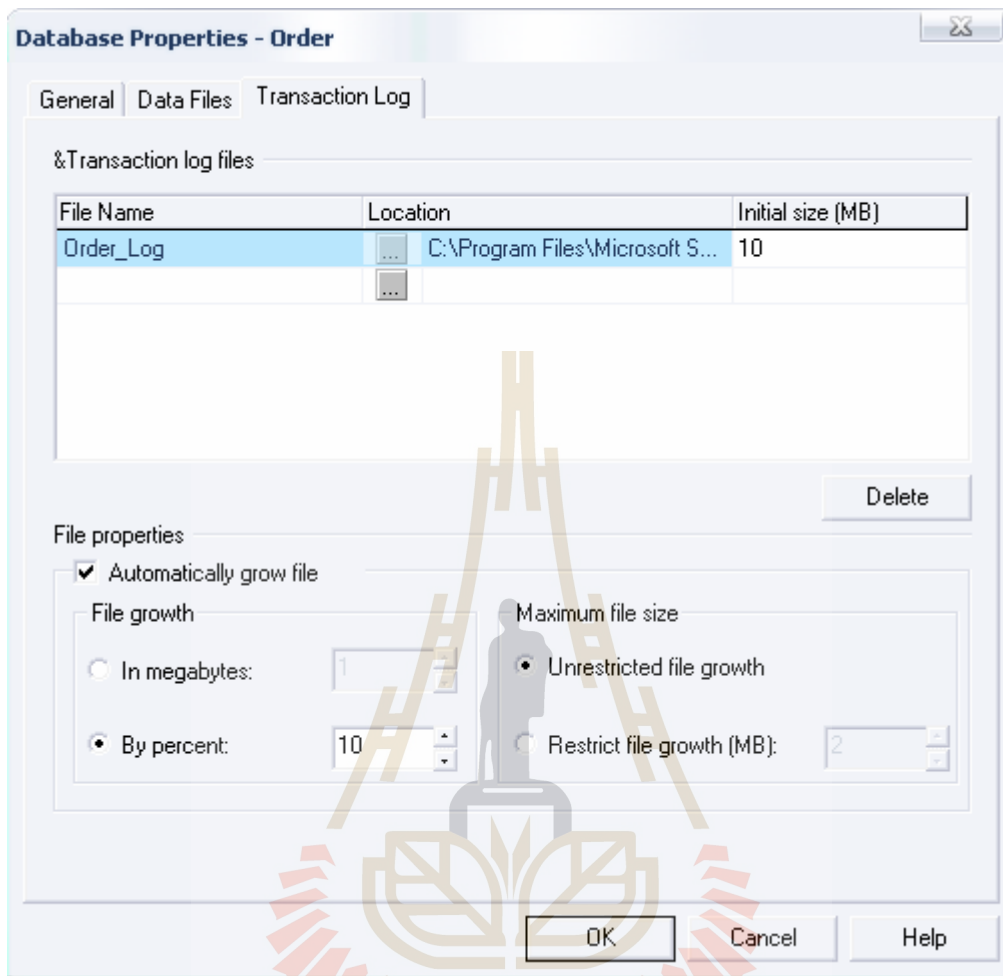 Database Properties - Order
General Data Files Transaction Log
&Transaction log files
File Name Location Initial size (MB)
Order_Log ... C:\Program Files\Microsoft S... 10
...
Delete
File properties
Automatically grow file
File growth Maximum file size
In megabytes: 1 Unrestricted file growth
By percent: 10 Restrict file growth (MB): 2
OK Cancel Help